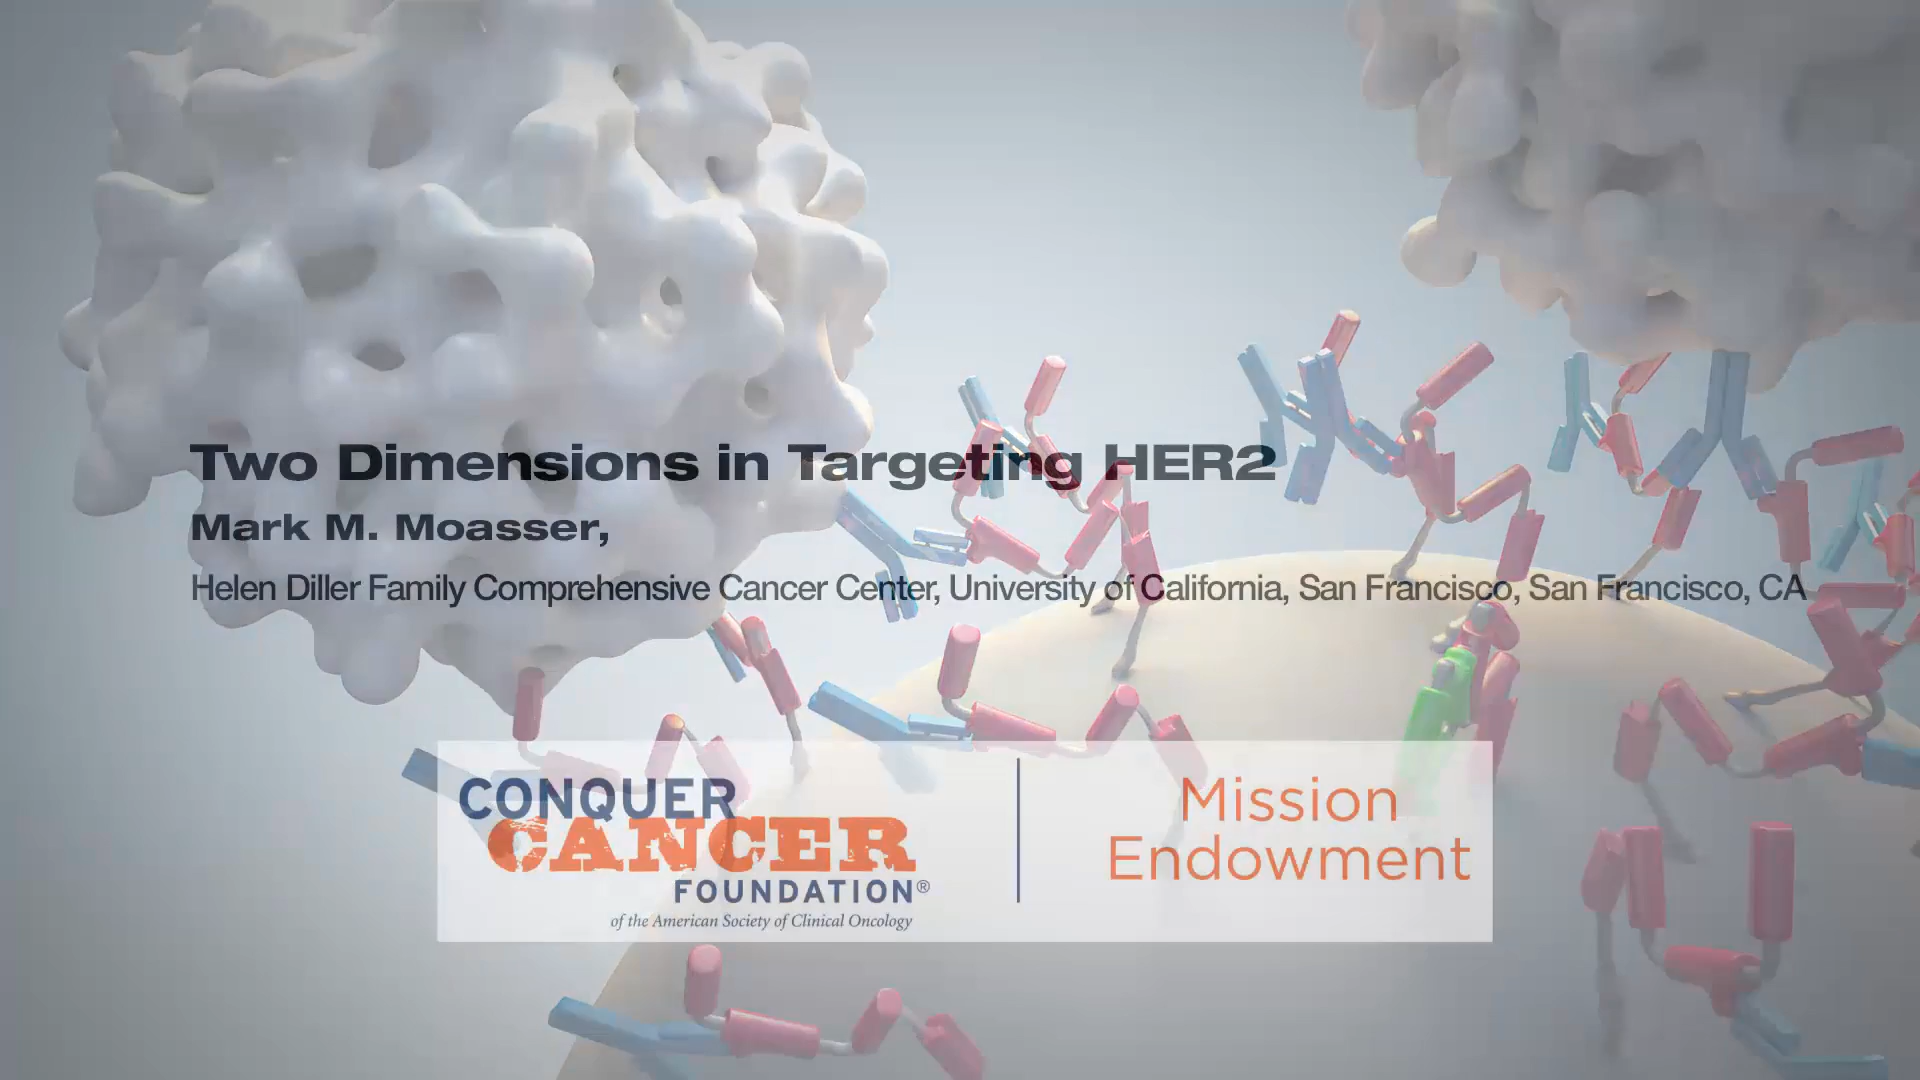 Two Dimensions in Targeting HER2
Mark M. Moasser,
Helen Diller Family Comprehensive Cancer Center, University of California, San Francisco, San Francisco, CA
CONQUER
CANCER
FOUNDATION®
of the American Society of Clinical Oncology
Mission
Endowment